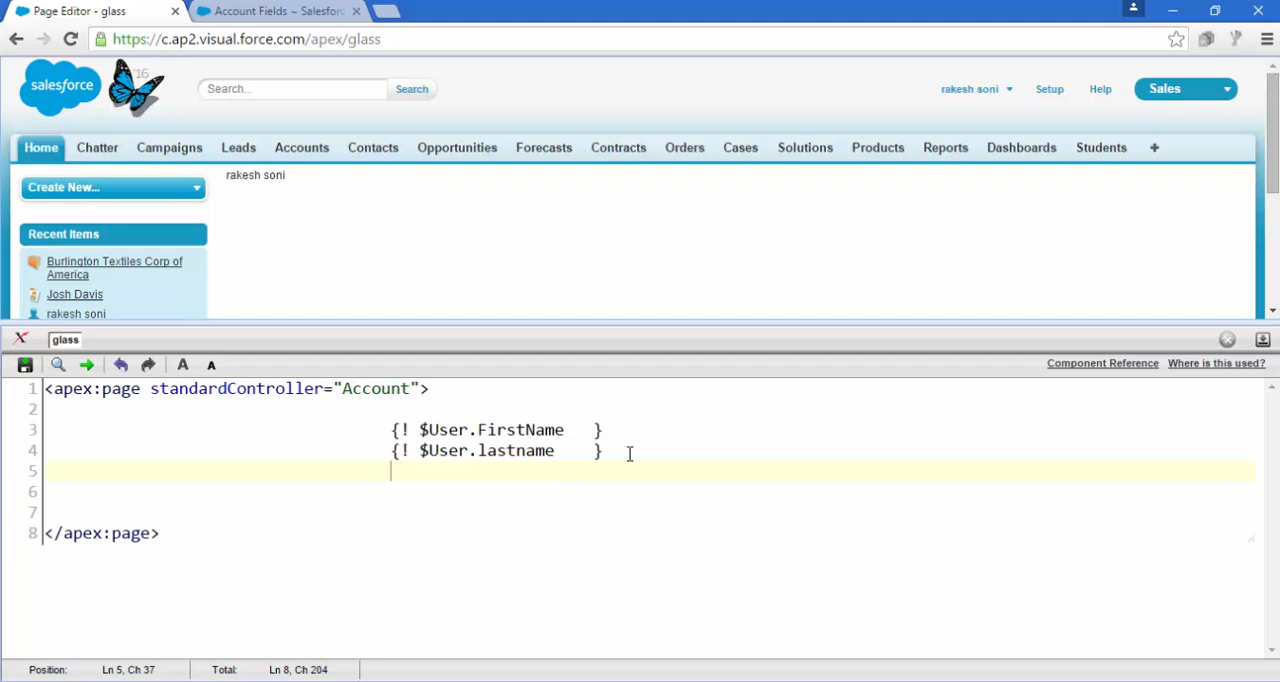 Page Editor - glass
Account Fields ~ Salesforc
https://c.ap2.visual.force.com/apex/glass
salesforce
'16
Search...
Search
rakesh soni
Setup
Help
Sales
Home Chatter Campaigns Leads Accounts Contacts Opportunities Forecasts Contracts Orders Cases Solutions Products Reports Dashboards Students +
Create New...
rakesh soni
Recent Items
Burlington Textiles Corp of
America
Josh Davis
rakesh soni
glass
A A
Component Reference Where is this used?
1 <apex:page standardController="Account">
2
3 {! $User.FirstName }
4 {! $User.lastname }
5
6
7
8 </apex:page>
Position: Ln 5, Ch 37 Total: Ln 8, Ch 204